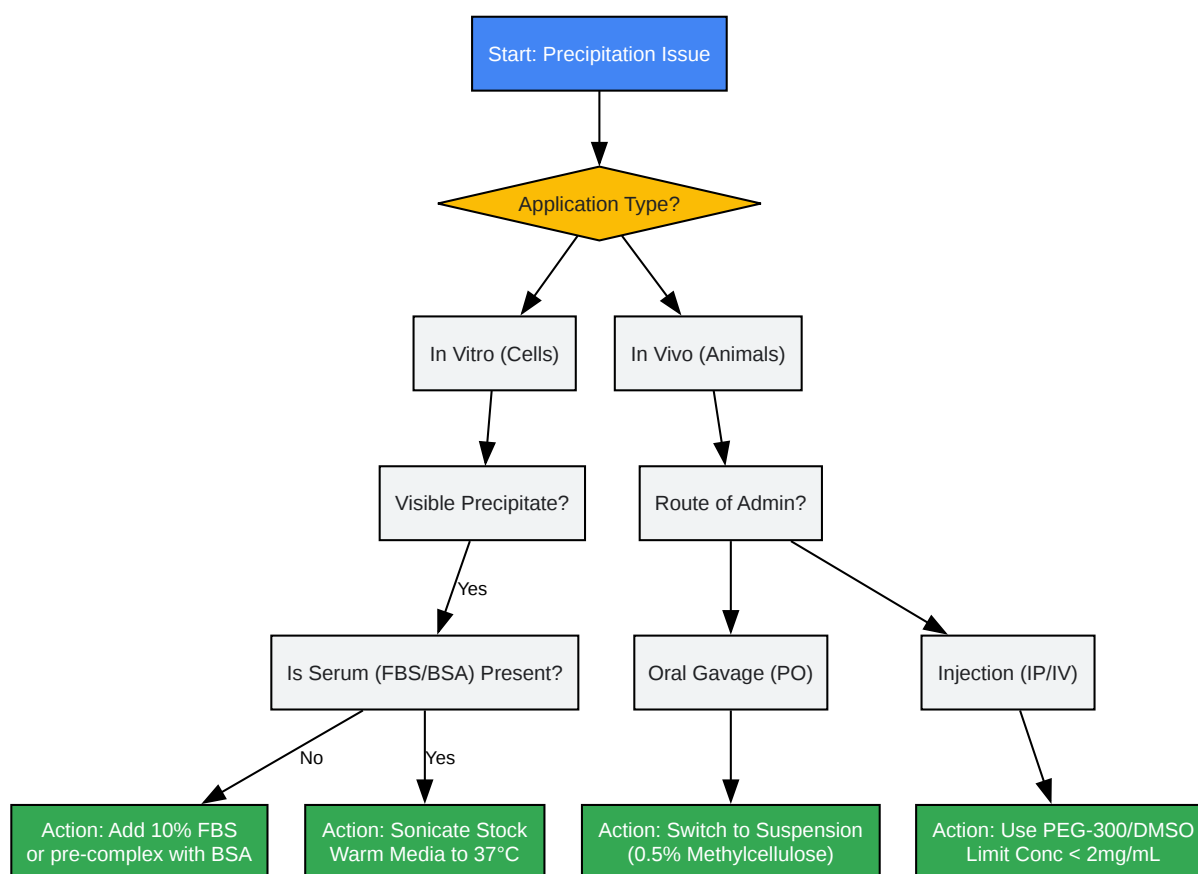 Start: Precipitation Issue
Application Type?
In Vitro (Cells)
In Vivo (Animals)
Visible Precipitate?
Route of Admin?
Yes
Is Serum (FBS/BSA) Present?
Oral Gavage (PO)
Injection (IP/IV)
No
Yes
Action: Add 10% FBS
or pre-complex with BSA
Action: Sonicate Stock
Warm Media to 37°C
Action: Switch to Suspension
(0.5% Methylcellulose)
Action: Use PEG-300/DMSO
Limit Conc < 2mg/mL